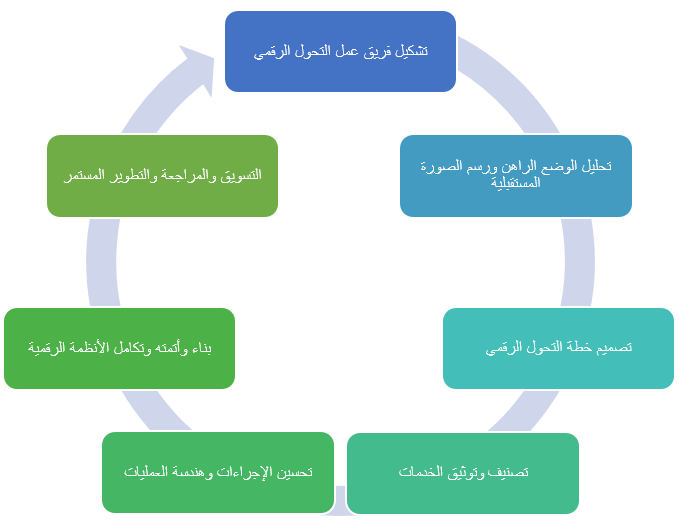 تشكيل فريق عمل التحول الرقمي
تحليل الوضع الراهن ورسم الصورة
المستقبلية
تصميم خطة التحول الرقمي
تصنيف وتوثيق الخدمات
تحسين الإجراءات وهندسة العمليات
بناء وأتمته وتكامل الأنظمة الرقمية
التسويق والمراجعة والتطوير المستمر